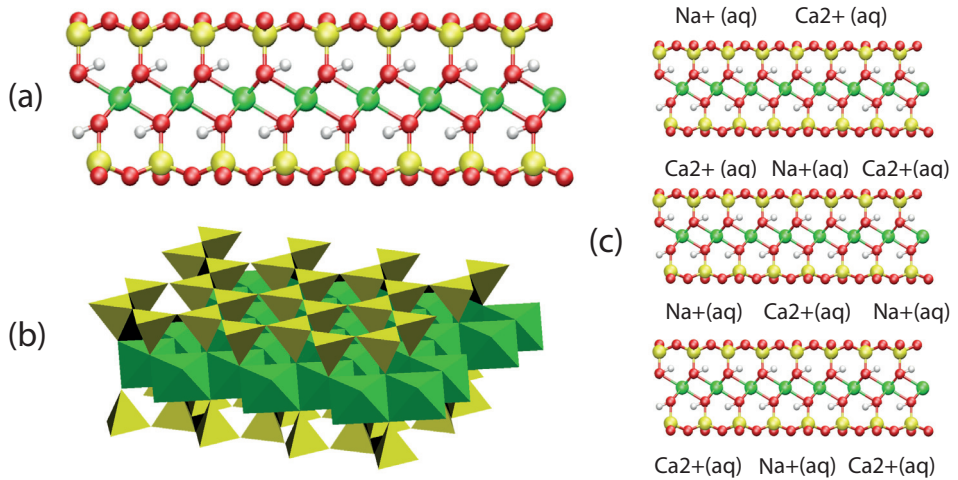 Na+ (aq) Ca2+ (aq)
(a)
Ca2+ (aq) Na+(aq) Ca2+(aq)
(c)
Na+(aq) Ca2+(aq) Na+(aq)
(b)
Ca2+(aq) Na+(aq) Ca2+(aq)